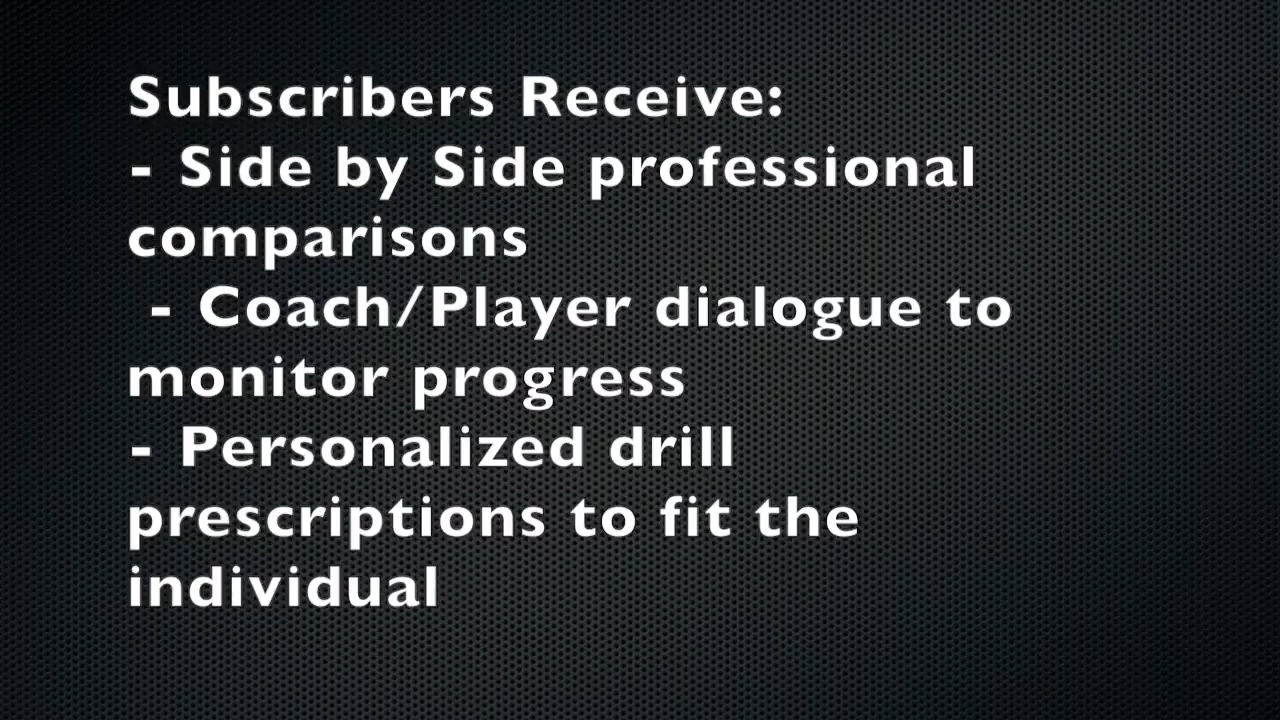 Subscribers Receive:
- Side by Side professional
comparisons
- Coach/Player dialogue to
monitor progress
- Personalized drill
prescriptions to fit the
individual